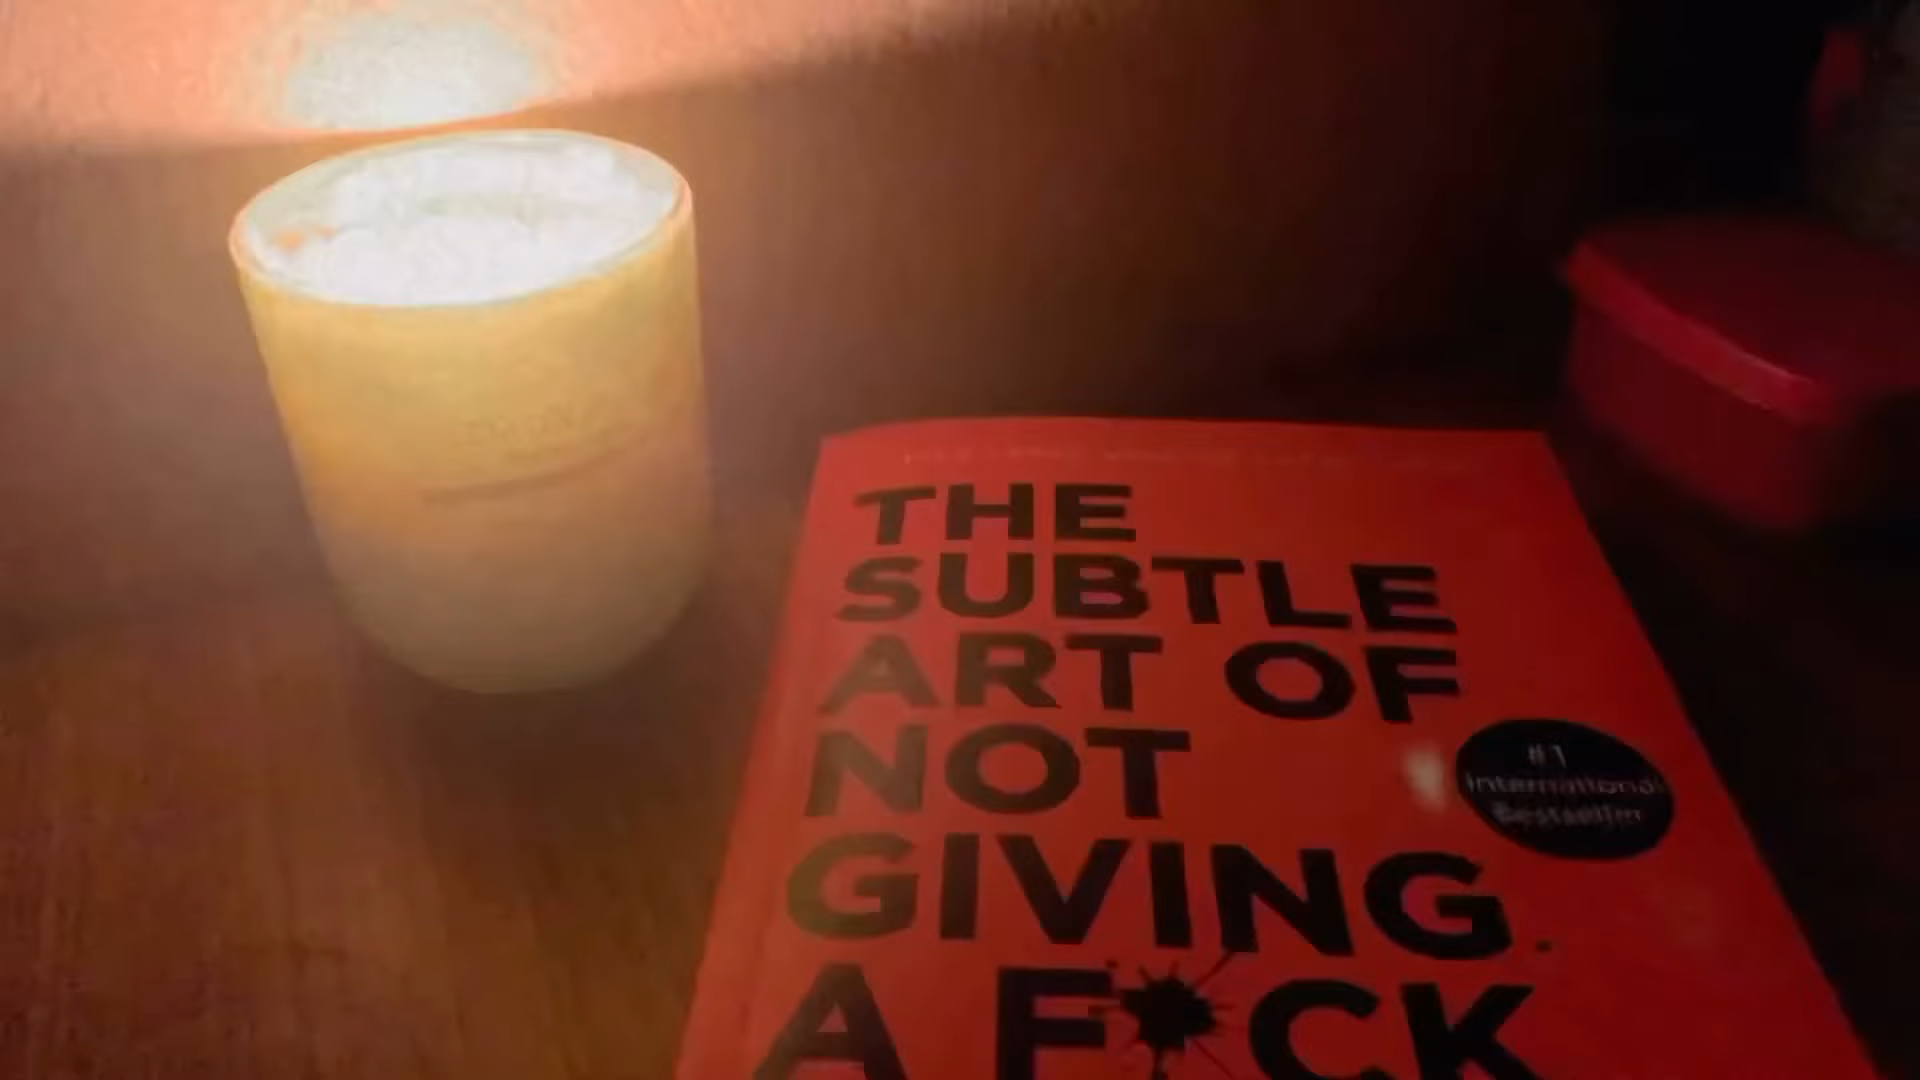 THE
SUBTLE
ART OF
NOT
GIVING
A F*CK
#1
International
Bestseller